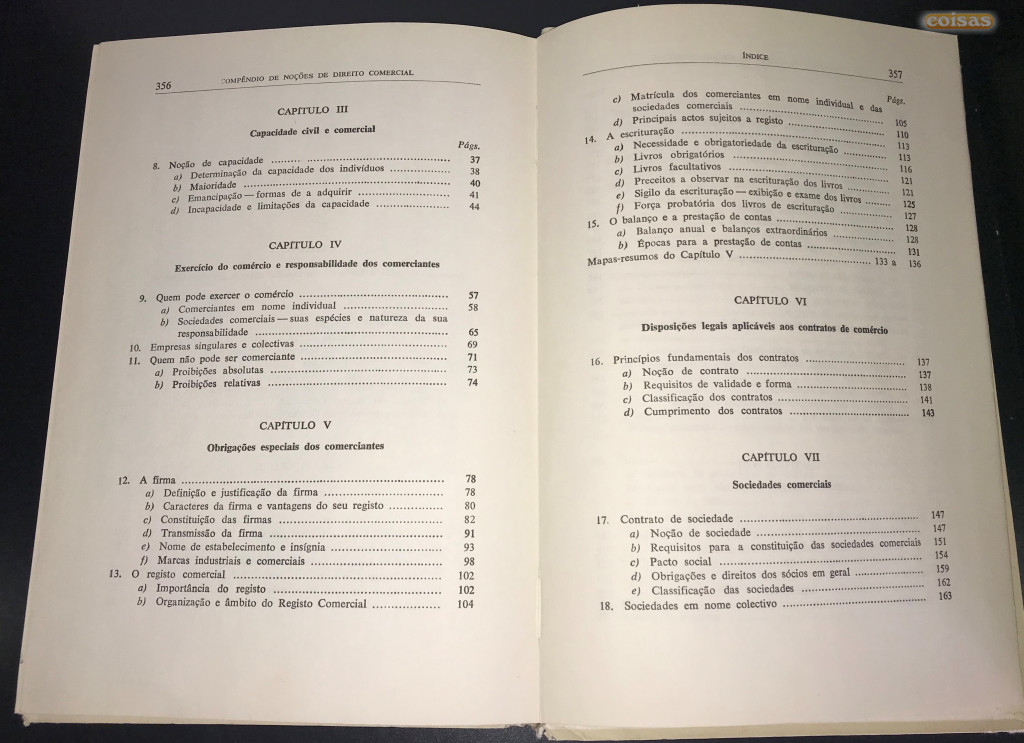 coisas
356 COMPÊNDIO DE NOÇÕES DE DIREITO COMERCIAL
CAPÍTULO III
Capacidade civil e comercial
Págs.
8. Noção de capacidade ........ 37
a) Determinação da capacidade dos indivíduos ........ 38
b) Maioridade ........ 40
c) Emancipação — formas de a adquirir ........ 41
d) Incapacidade e limitações da capacidade ........ 44
CAPÍTULO IV
Exercício do comércio e responsabilidade dos comerciantes
9. Quem pode exercer o comércio ........ 57
a) Comerciantes em nome individual ........ 58
b) Sociedades comerciais — suas espécies e natureza da sua
responsabilidade ........ 65
10. Empresas singulares e colectivas ........ 69
11. Quem não pode ser comerciante ........ 71
a) Proibições absolutas ........ 73
b) Proibições relativas ........ 74
CAPÍTULO V
Obrigações especiais dos comerciantes
12. A firma ........ 78
a) Definição e justificação da firma ........ 78
b) Caracteres da firma e vantagens do seu registo ........ 80
c) Constituição das firmas ........ 82
d) Transmissão da firma ........ 91
e) Nome de estabelecimento e insígnia ........ 93
f) Marcas industriais e comerciais ........ 98
13. O registo comercial ........ 102
a) Importância do registo ........ 102
b) Organização e âmbito do Registo Comercial ........ 104
ÍNDICE 357
Págs.
c) Matrícula dos comerciantes em nome individual e das
sociedades comerciais ........ 105
d) Principais actos sujeitos a registo ........ 110
14. A escrituração ........ 113
a) Necessidade e obrigatoriedade da escrituração ........ 113
b) Livros obrigatórios ........ 116
c) Livros facultativos ........ 121
d) Preceitos a observar na escrituração dos livros ........ 121
e) Sigilo da escrituração — exibição e exame dos livros ........ 125
f) Força probatória dos livros de escrituração ........ 127
15. O balanço e a prestação de contas ........ 128
a) Balanço anual e balanços extraordinários ........ 128
b) Épocas para a prestação de contas ........ 131
Mapas-resumos do Capítulo V ........ 133 a 136
CAPÍTULO VI
Disposições legais aplicáveis aos contratos de comércio
16. Princípios fundamentais dos contratos ........ 137
a) Noção de contrato ........ 137
b) Requisitos de validade e forma ........ 138
c) Classificação dos contratos ........ 141
d) Cumprimento dos contratos ........ 143
CAPÍTULO VII
Sociedades comerciais
17. Contrato de sociedade ........ 147
a) Noção de sociedade ........ 147
b) Requisitos para a constituição das sociedades comerciais 151
c) Pacto social ........ 154
d) Obrigações e direitos dos sócios em geral ........ 159
e) Classificação das sociedades ........ 162
18. Sociedades em nome colectivo ........ 163